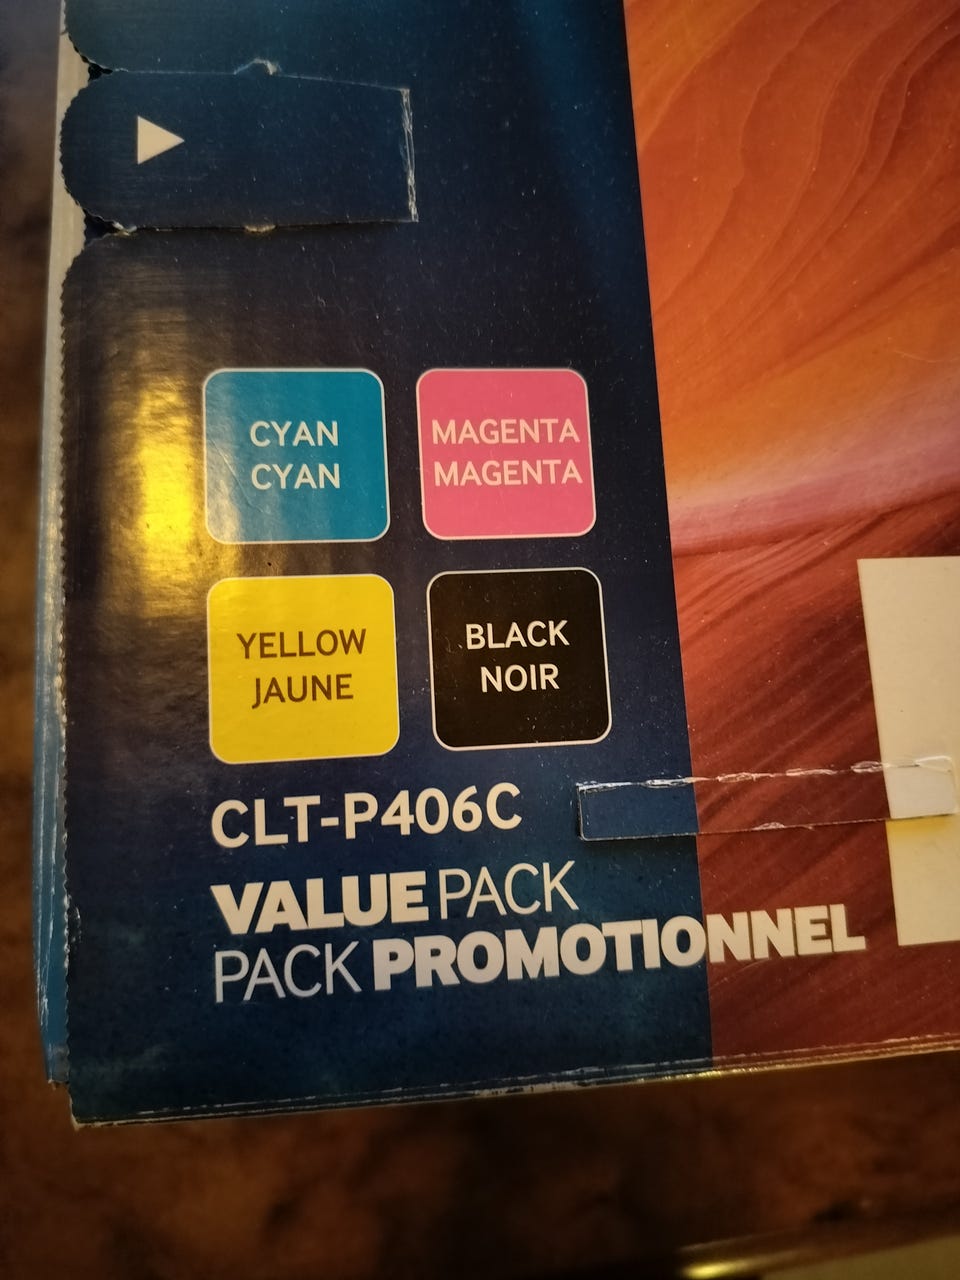 CYAN
CYAN
MAGENTA
MAGENTA
YELLOW
JAUNE
BLACK
NOIR
CLT-P406C
VALUE PACK
PACK PROMOTIONNEL